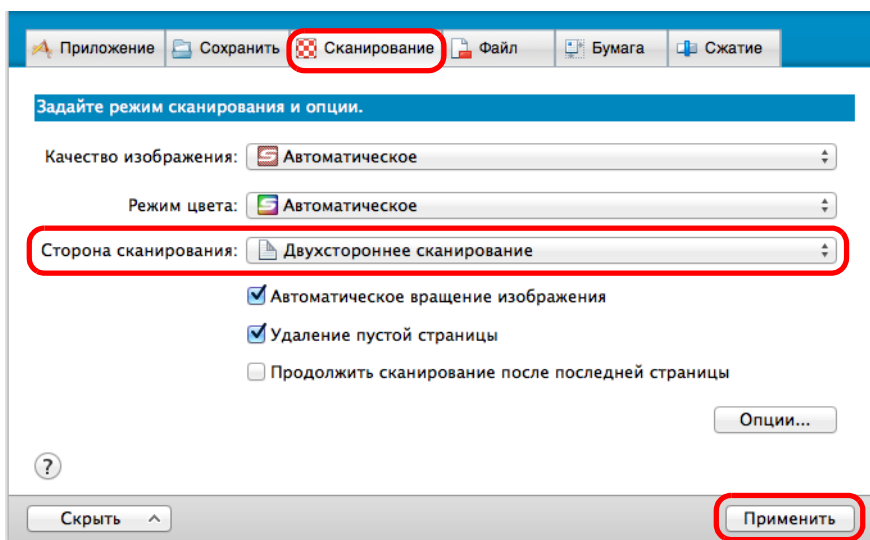 Приложение Сохранить Сканирование Файл Бумага Сжатие
Задайте режим сканирования и опции.
Качество изображения: Автоматическое
Режим цвета: Автоматическое
Сторона сканирования: Двухстороннее сканирование
Автоматическое вращение изображения
Удаление пустой страницы
Продолжить сканирование после последней страницы
Опции...
?
Скрыть Применить